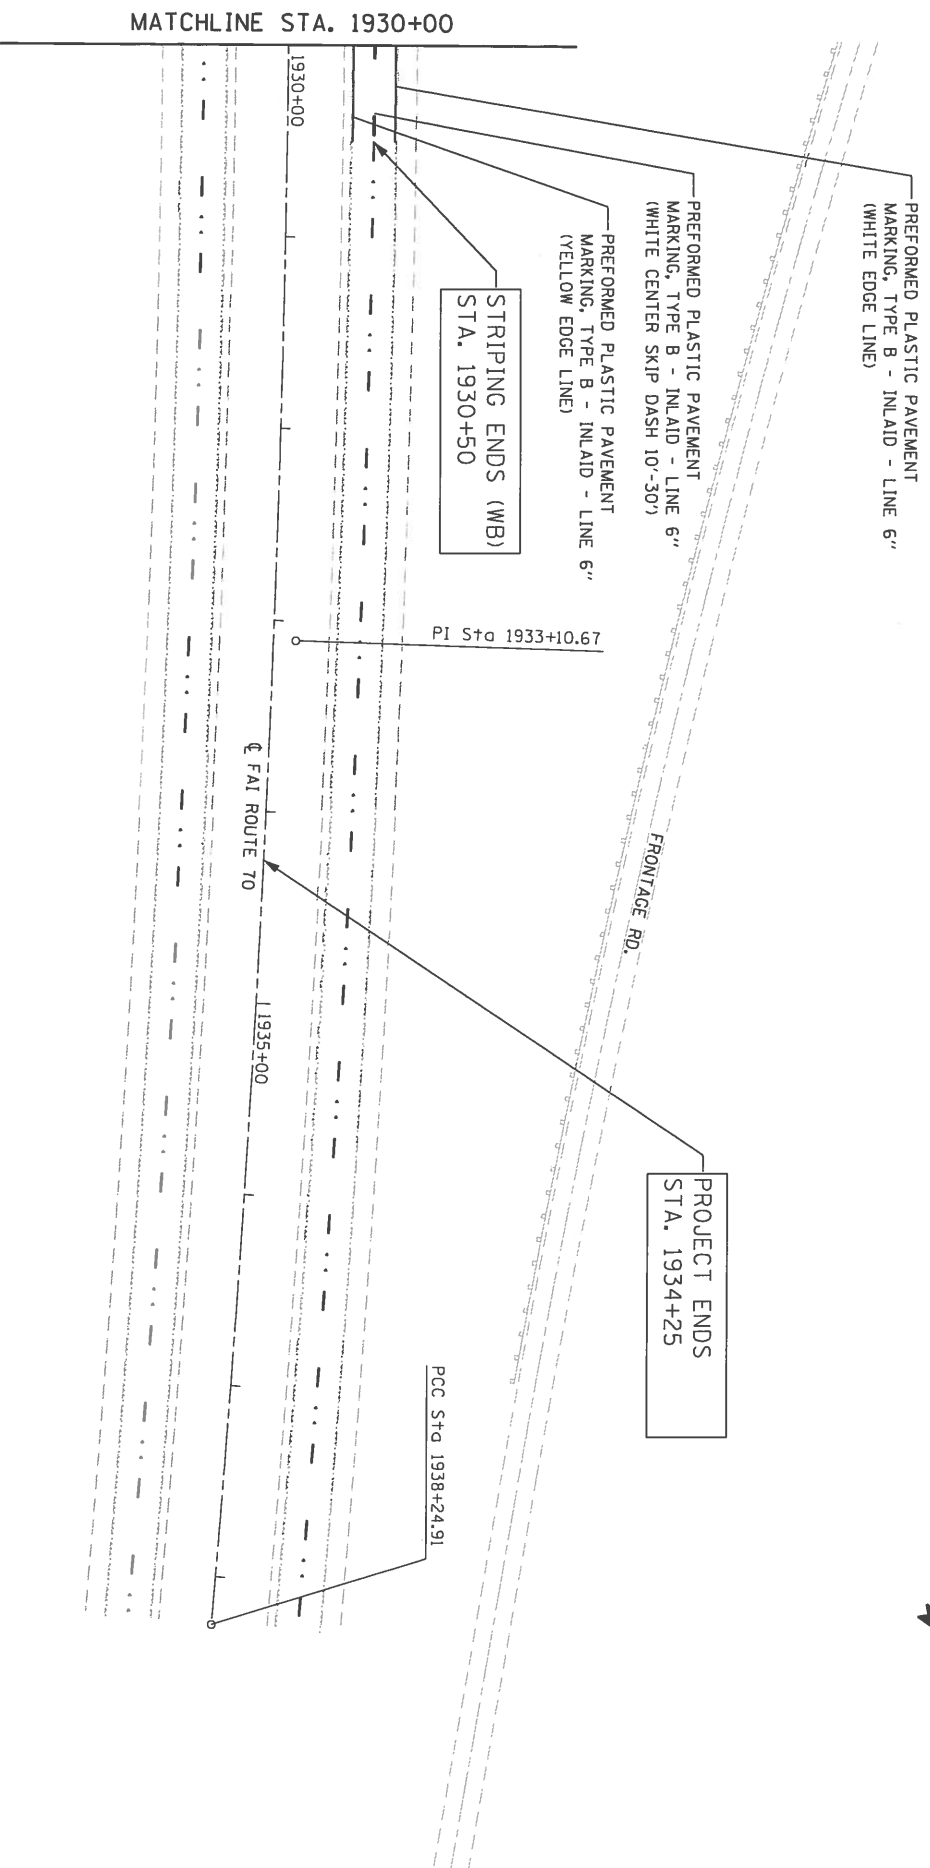 MATCHLINE STA. 1930+00
1930+00
PREFORMED PLASTIC PAVEMENT
MARKING, TYPE B - INLAID - LINE 6"
(WHITE EDGE LINE)
PREFORMED PLASTIC PAVEMENT
MARKING, TYPE B - INLAID - LINE 6"
(WHITE CENTER SKIP DASH 10'-30')
PREFORMED PLASTIC PAVEMENT
MARKING, TYPE B - INLAID - LINE 6"
(YELLOW EDGE LINE)
STRIPING ENDS (WB)
STA. 1930+50
PI Sta 1933+10.67
℄ FAI ROUTE 70
FRONTAGE RD.
1935+00
PROJECT ENDS
STA. 1934+25
PCC Sta 1938+24.91